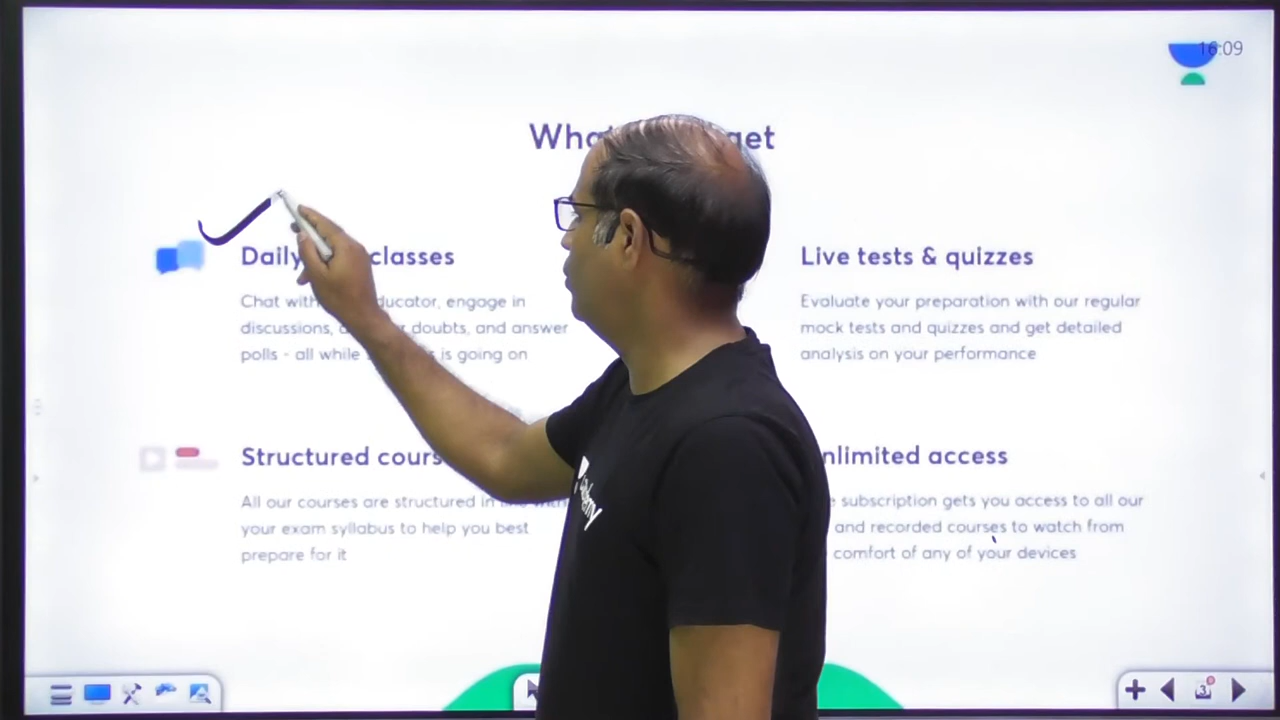 16:09
get
Live tests & quizzes
classes
Chat with educator, engage in
discussions, doubts, and answer
polls - all while is going on
Evaluate your preparation with our regular
mock tests and quizzes and get detailed
analysis on your performance
Structured
All our courses are structured in
your exam syllabus to help you best
prepare for it
access
subscription gets you access to all our
and recorded courses to watch from
comfort of any of your devices
3